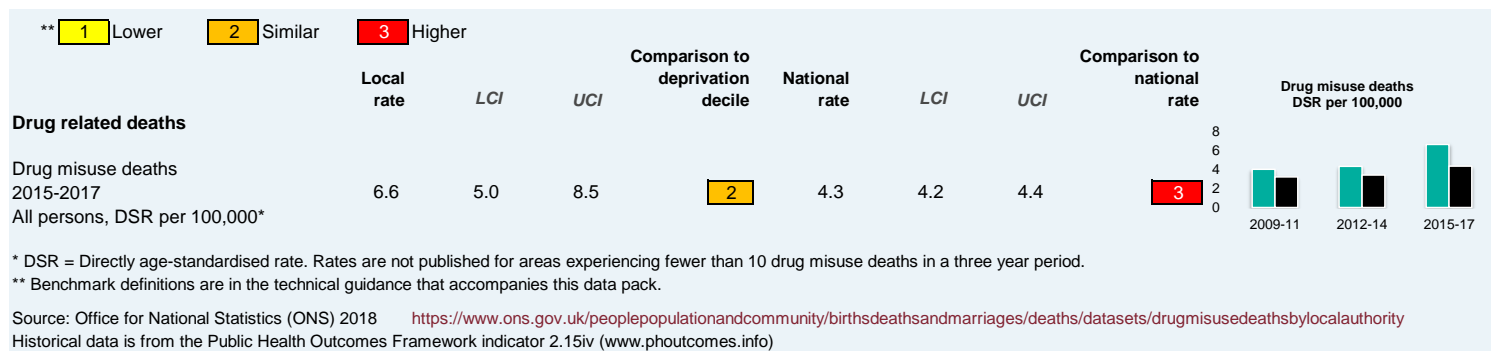 ** 1 Lower 2 Similar 3 Higher
Comparison to
deprivation
decile
Comparison to
national
rate
Local
rate
LCI
UCI
National
rate
LCI
UCI
Drug misuse deaths
DSR per 100,000
Drug related deaths
Drug misuse deaths
2015-2017 6.6 5.0 8.5 2 4.3 4.2 4.4 3
All persons, DSR per 100,000*
8
6
4
2
0
2009-11 2012-14 2015-17
* DSR = Directly age-standardised rate. Rates are not published for areas experiencing fewer than 10 drug misuse deaths in a three year period.
** Benchmark definitions are in the technical guidance that accompanies this data pack.
Source: Office for National Statistics (ONS) 2018 https://www.ons.gov.uk/peoplepopulationandcommunity/birthsdeathsandmarriages/deaths/datasets/drugmisusedeathsbylocalauthority
Historical data is from the Public Health Outcomes Framework indicator 2.15iv (www.phoutcomes.info)